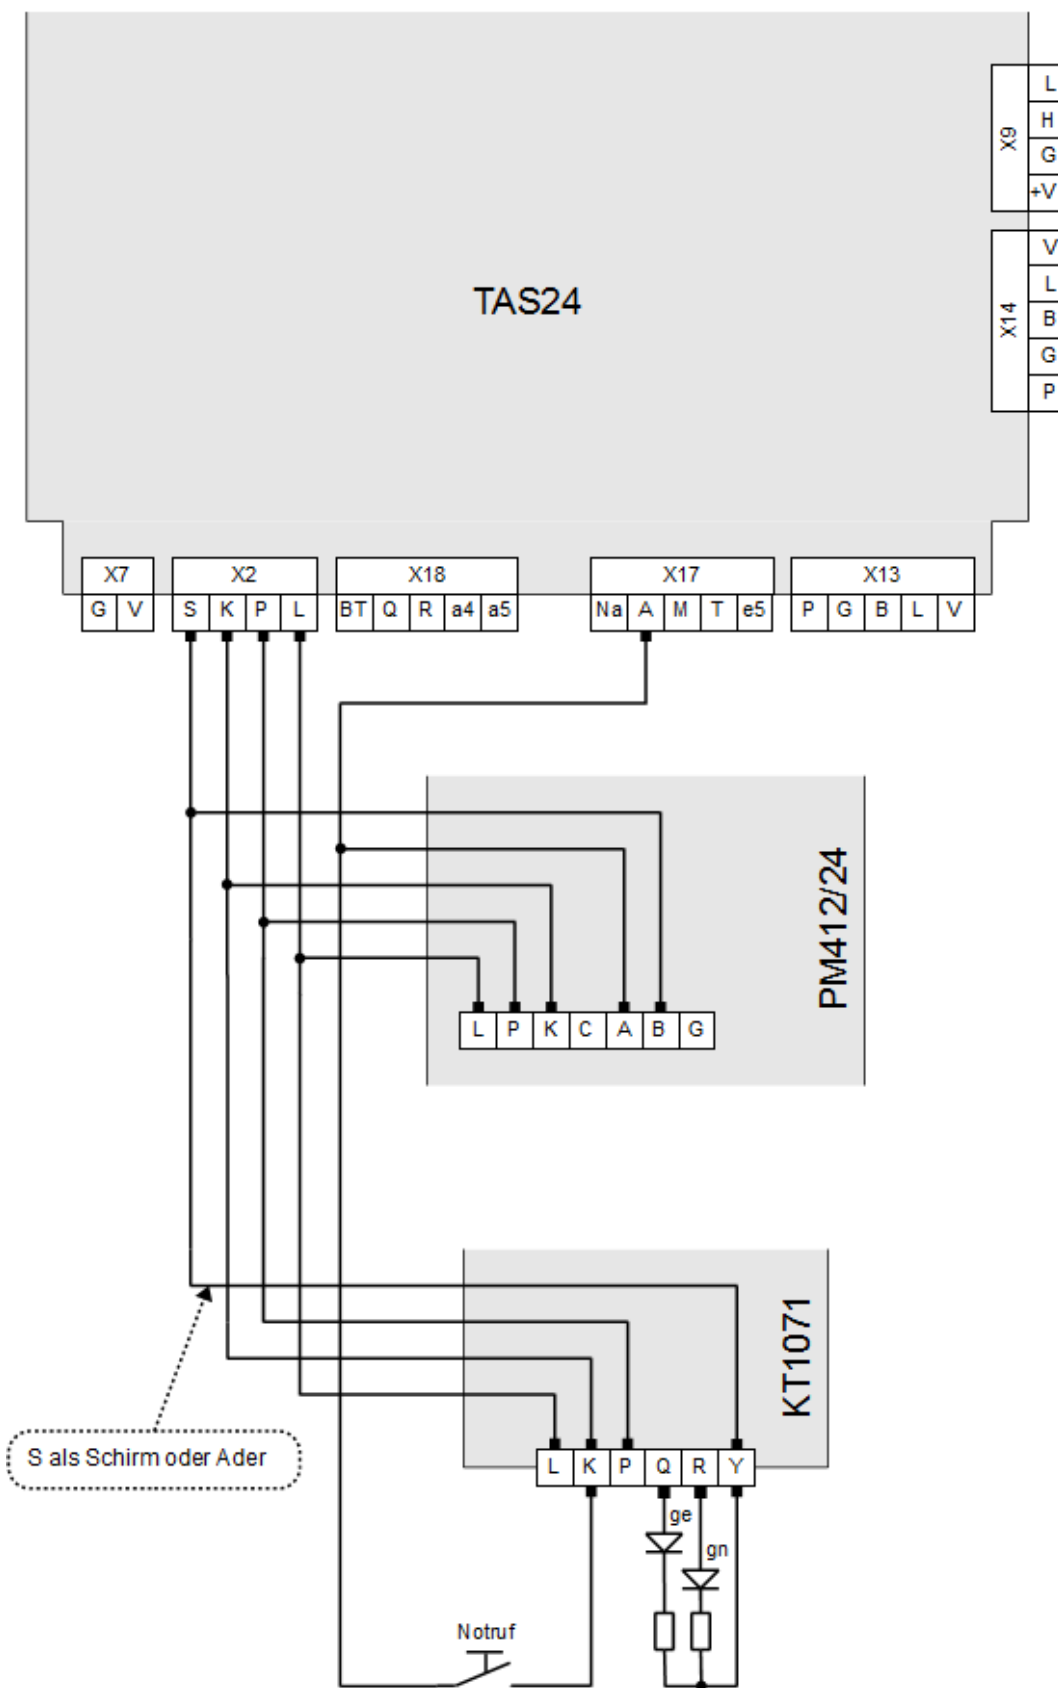 L
H
X9
G
+V
V
L
B
X14
G
P
TAS24
X7 X2 X18 X17 X13
G V S K P L BT Q R a4 a5 Na A M T e5 P G B L V
PM412/24
L P K C A B G
KT1071
S als Schirm oder Ader
L K P Q R Y
ge
gn
Notruf